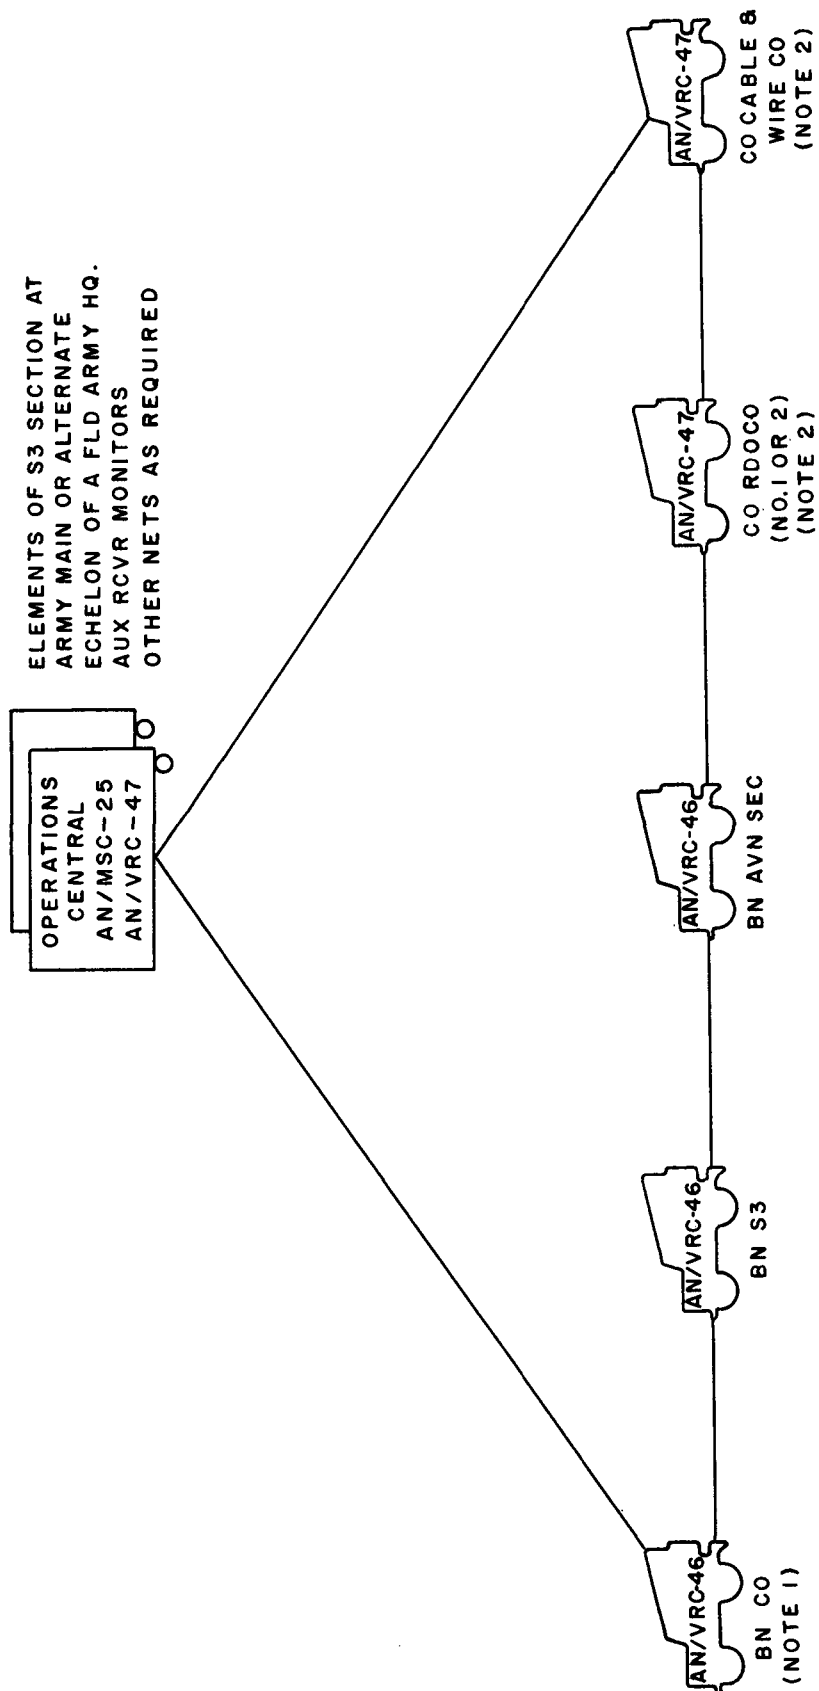 ELEMENTS OF S3 SECTION AT
ARMY MAIN OR ALTERNATE
ECHELON OF A FLD ARMY HQ.
AUX RCVR MONITORS
OTHER NETS AS REQUIRED
OPERATIONS
CENTRAL
AN/MSC-25
AN/VRC-47
AN/VRC-46
BN CO
(NOTE 1)
AN/VRC-46
BN S3
AN/VRC-46
BN AVN SEC
AN/VRC-47
CO RDOCO
(NO.1 OR 2)
(NOTE 2)
AN/VRC-47
CO CABLE &
WIRE CO
(NOTE 2)